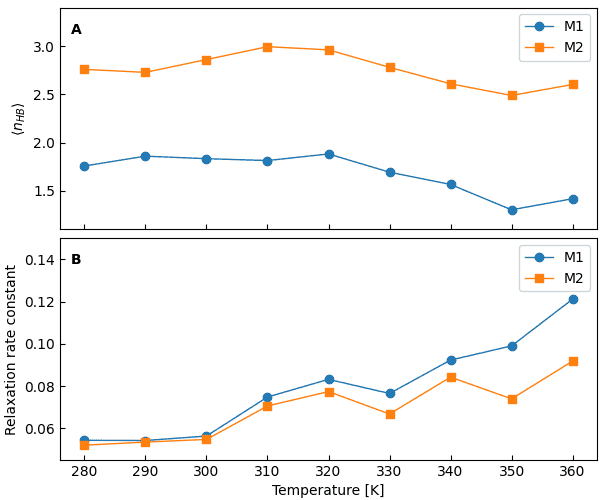 A
M1
M2
3.0
2.5
2.0
1.5
⟨n_HB⟩
B
M1
M2
0.14
0.12
0.10
0.08
0.06
Relaxation rate constant
280 290 300 310 320 330 340 350 360
Temperature [K]